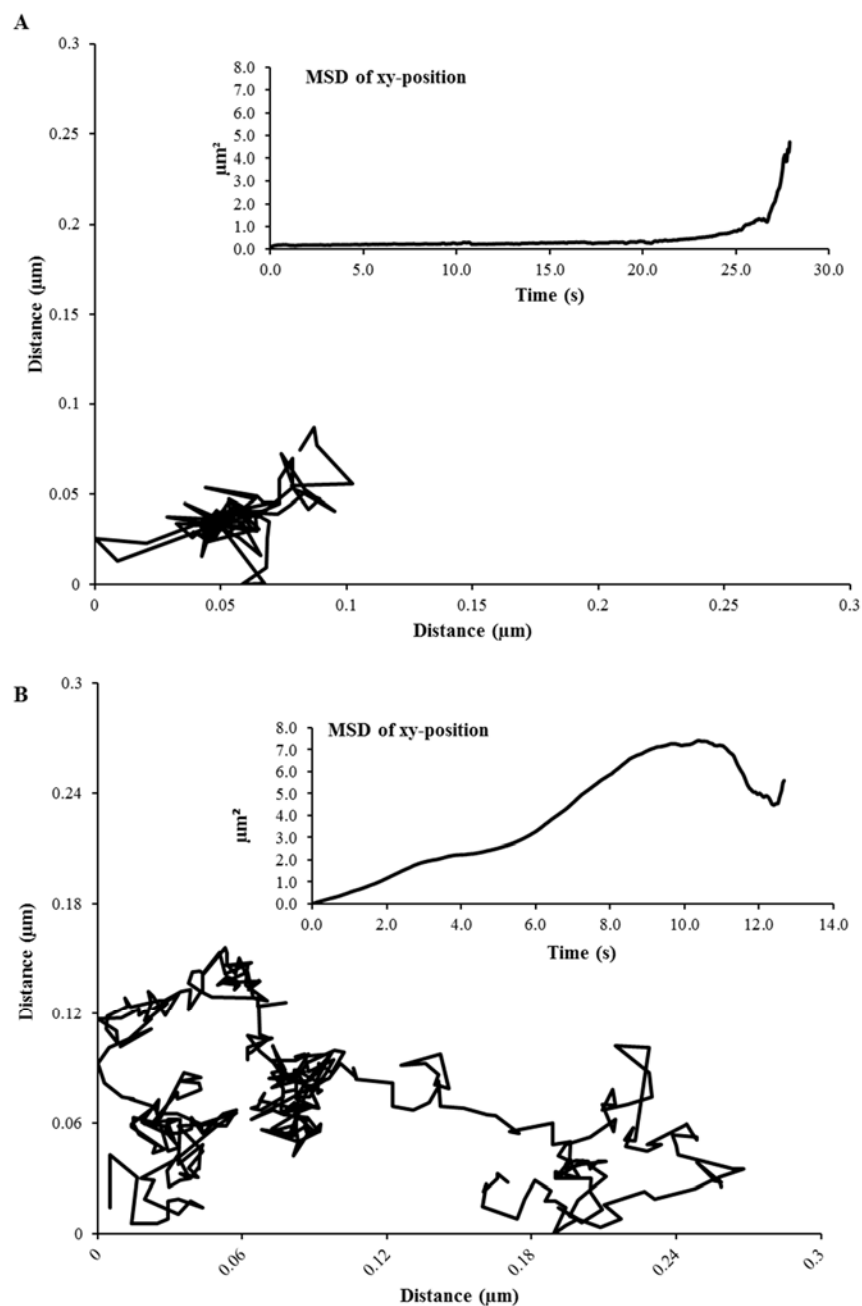 A
0.3
0.25
0.2
0.15
0.1
0.05
0
Distance (µm)
0 0.05 0.1 0.15 0.2 0.25 0.3
Distance (µm)
MSD of xy-position
8.0
7.0
6.0
5.0
4.0
3.0
2.0
1.0
0.0
µm²
0.0 5.0 10.0 15.0 20.0 25.0 30.0
Time (s)
B
0.3
0.24
0.18
0.12
0.06
0
Distance (µm)
0 0.06 0.12 0.18 0.24 0.3
Distance (µm)
MSD of xy-position
8.0
7.0
6.0
5.0
4.0
3.0
2.0
1.0
0.0
µm²
0.0 2.0 4.0 6.0 8.0 10.0 12.0 14.0
Time (s)